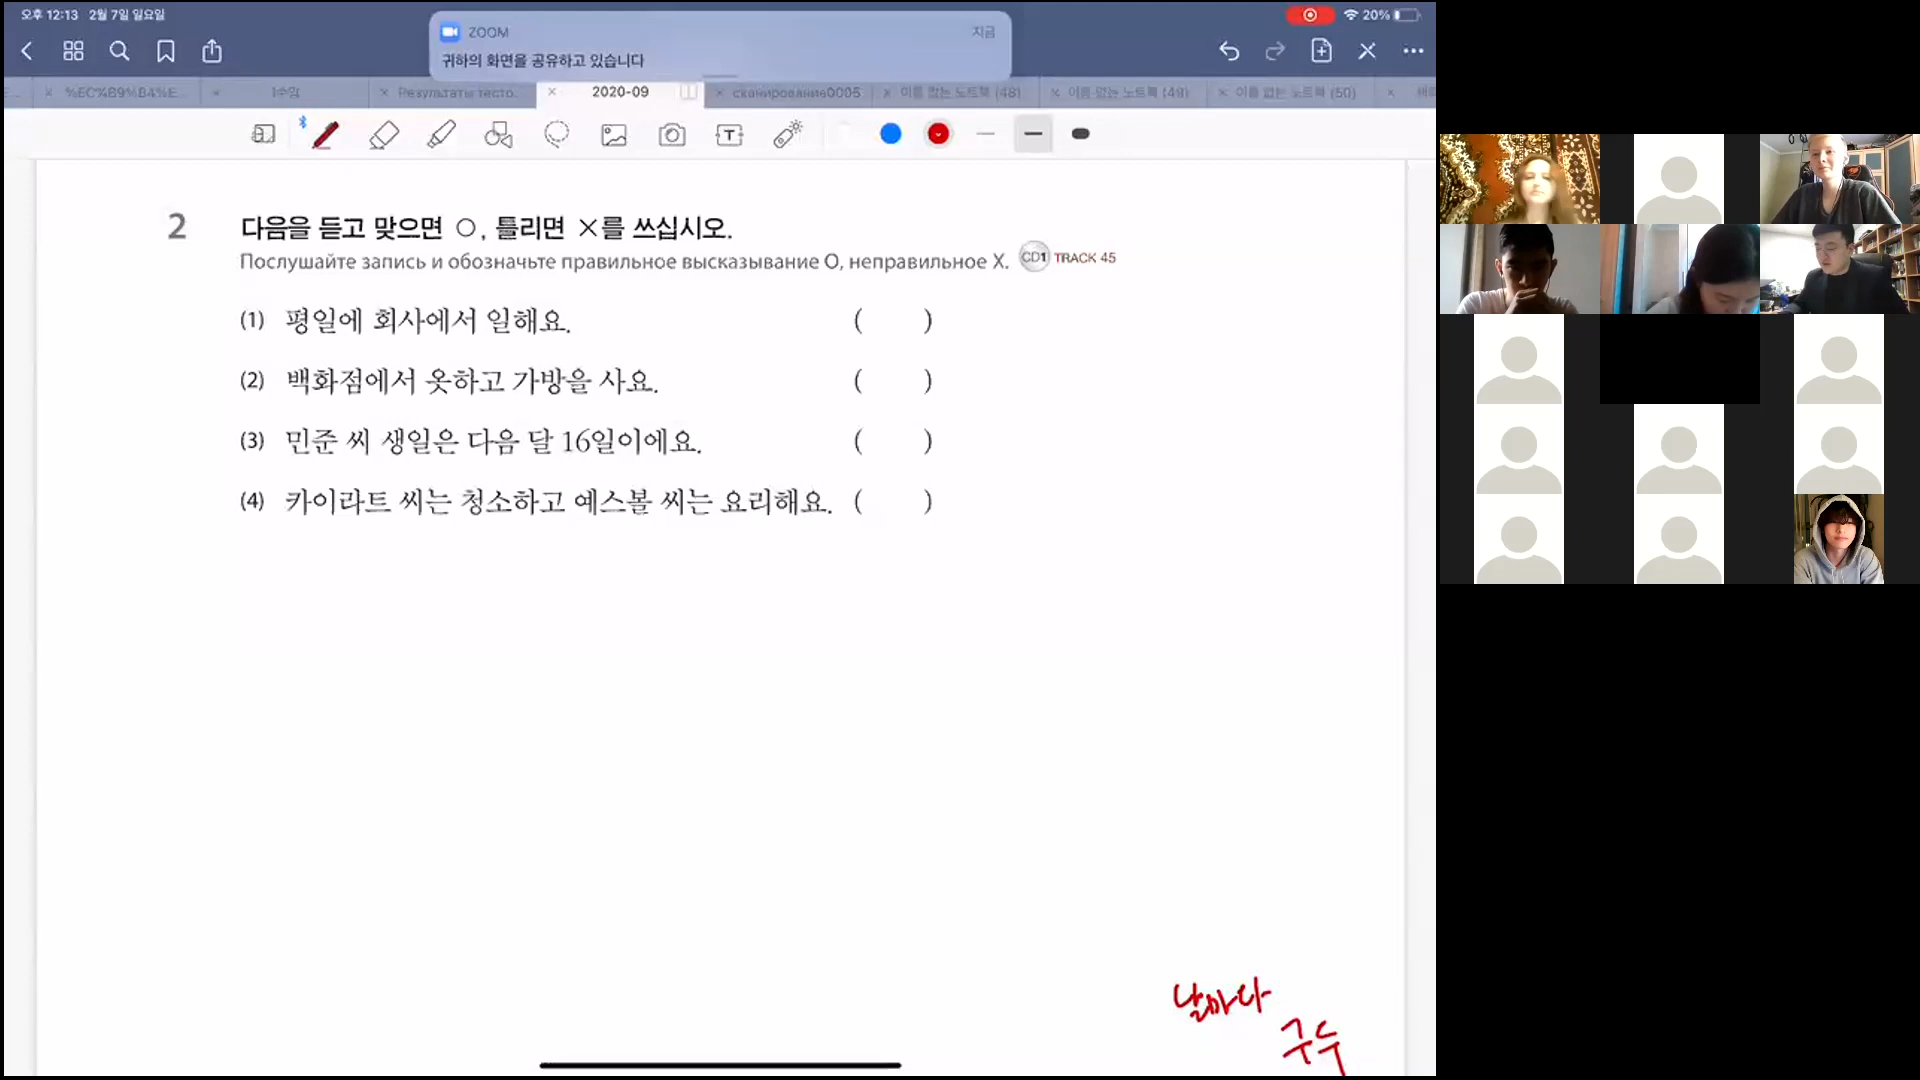 오후 12:13 2월 7일 일요일
20%
ZOOM
지금
귀하의 화면을 공유하고 있습니다
%EC%B9%B4%E...
1수업
Результаты тесто...
2020-09
сканирование0005
이름 없는 노트북 (48)
이름 없는 노트북 (49)
이름 없는 노트북 (50)
2 다음을 듣고 맞으면 ○, 틀리면 ×를 쓰십시오.
Послушайте запись и обозначьте правильное высказывание О, неправильное Х. CD1 TRACK 45
(1) 평일에 회사에서 일해요. ( )
(2) 백화점에서 옷하고 가방을 사요. ( )
(3) 민준 씨 생일은 다음 달 16일이에요. ( )
(4) 카이라트 씨는 청소하고 예스볼 씨는 요리해요. ( )
날마다
구두